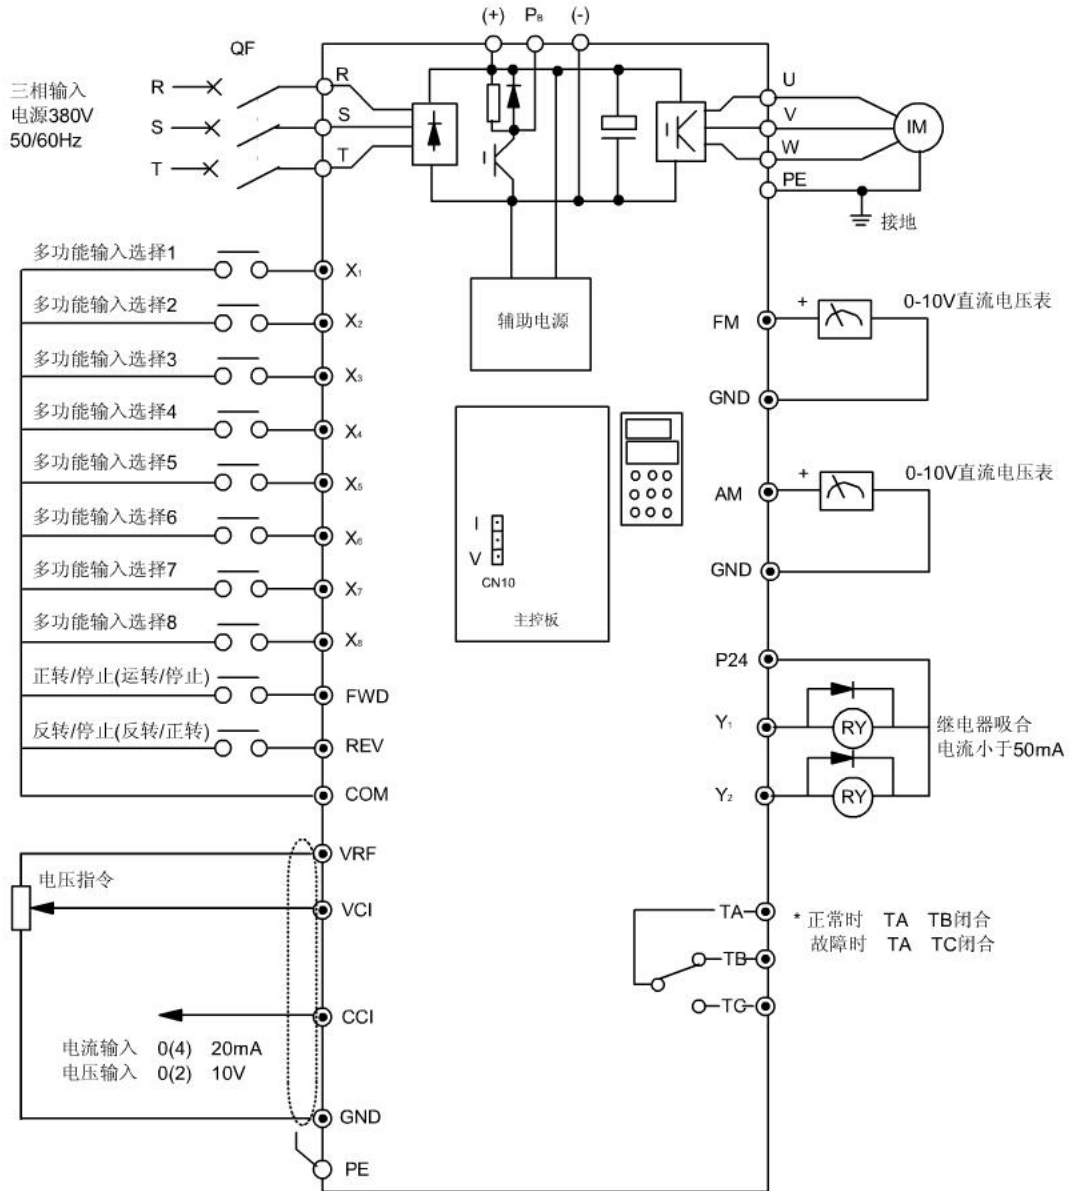 (+) P₈ (-)
QF
三相输入
电源380V
50/60Hz
R
S
T
R
S
T
U
V
W
PE
IM
接地
多功能输入选择1
X₁
多功能输入选择2
X₂
多功能输入选择3
X₃
多功能输入选择4
X₄
多功能输入选择5
X₅
多功能输入选择6
X₆
多功能输入选择7
X₇
多功能输入选择8
X₈
正转/停止(运转/停止)
FWD
反转/停止(反转/正转)
REV
COM
辅助电源
I
V
CN10
主控板
FM
+
0-10V直流电压表
GND
AM
+
0-10V直流电压表
GND
P24
Y₁
RY
继电器吸合
电流小于50mA
Y₂
RY
VRF
电压指令
VCI
CCI
电流输入 0(4) 20mA
电压输入 0(2) 10V
GND
PE
TA
TB
TC
* 正常时 TA TB闭合
故障时 TA TC闭合